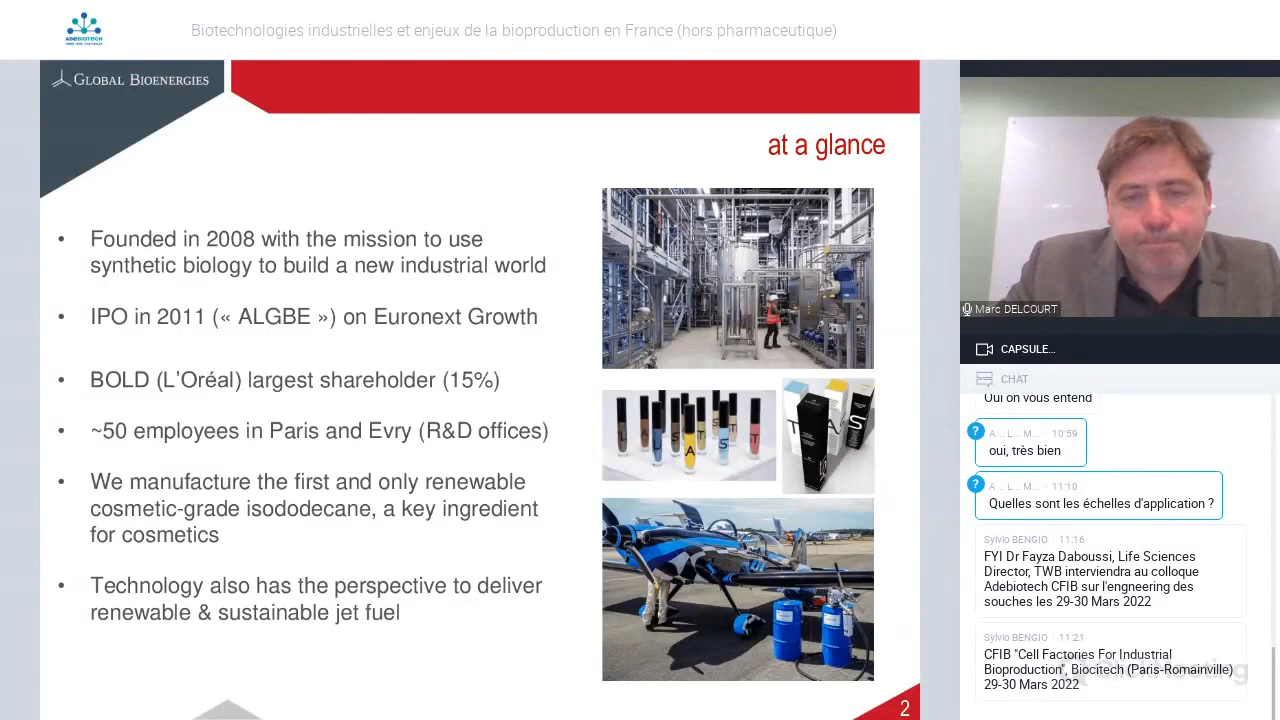 ADEBIOTECH
Biotechnologies industrielles et enjeux de la bioproduction en France (hors pharmaceutique)
GLOBAL BIOENERGIES
at a glance
• Founded in 2008 with the mission to use
synthetic biology to build a new industrial world
• IPO in 2011 (« ALGBE ») on Euronext Growth
• BOLD (L'Oréal) largest shareholder (15%)
• ~50 employees in Paris and Evry (R&D offices)
• We manufacture the first and only renewable
cosmetic-grade isododecane, a key ingredient
for cosmetics
• Technology also has the perspective to deliver
renewable & sustainable jet fuel
L A S T
2
Marc DELCOURT
CAPSULE...
CHAT
Oui on vous entend
A... L... M... 10:59
oui, très bien
A... L... M... 11:10
Quelles sont les échelles d'application ?
Sylvio BENGIO 11:16
FYI Dr Fayza Daboussi, Life Sciences
Director, TWB interviendra au colloque
Adebiotech CFIB sur l'engneering des
souches les 29-30 Mars 2022
Sylvio BENGIO 11:21
CFIB "Cell Factories For Industrial
Bioproduction", Biocitech (Paris-Romainville)
29-30 Mars 2022